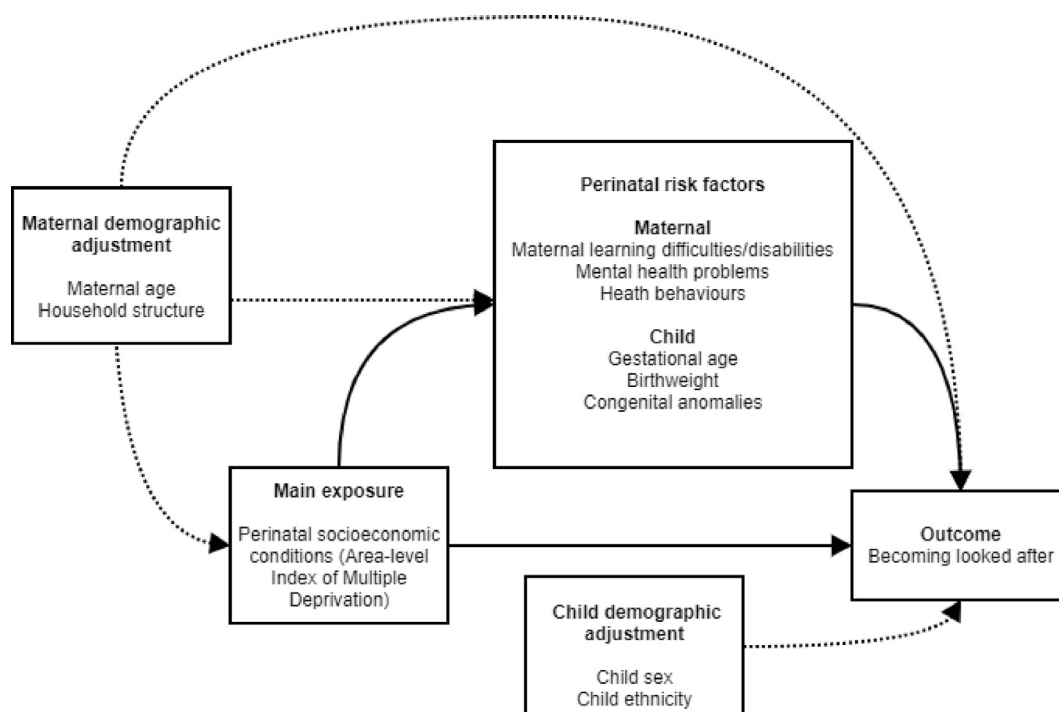 Maternal demographic
adjustment
Maternal age
Household structure
Perinatal risk factors
Maternal
Maternal learning difficulties/disabilities
Mental health problems
Heath behaviours
Child
Gestational age
Birthweight
Congenital anomalies
Main exposure
Perinatal socioeconomic
conditions (Area-level
Index of Multiple
Deprivation)
Outcome
Becoming looked after
Child demographic
adjustment
Child sex
Child ethnicity